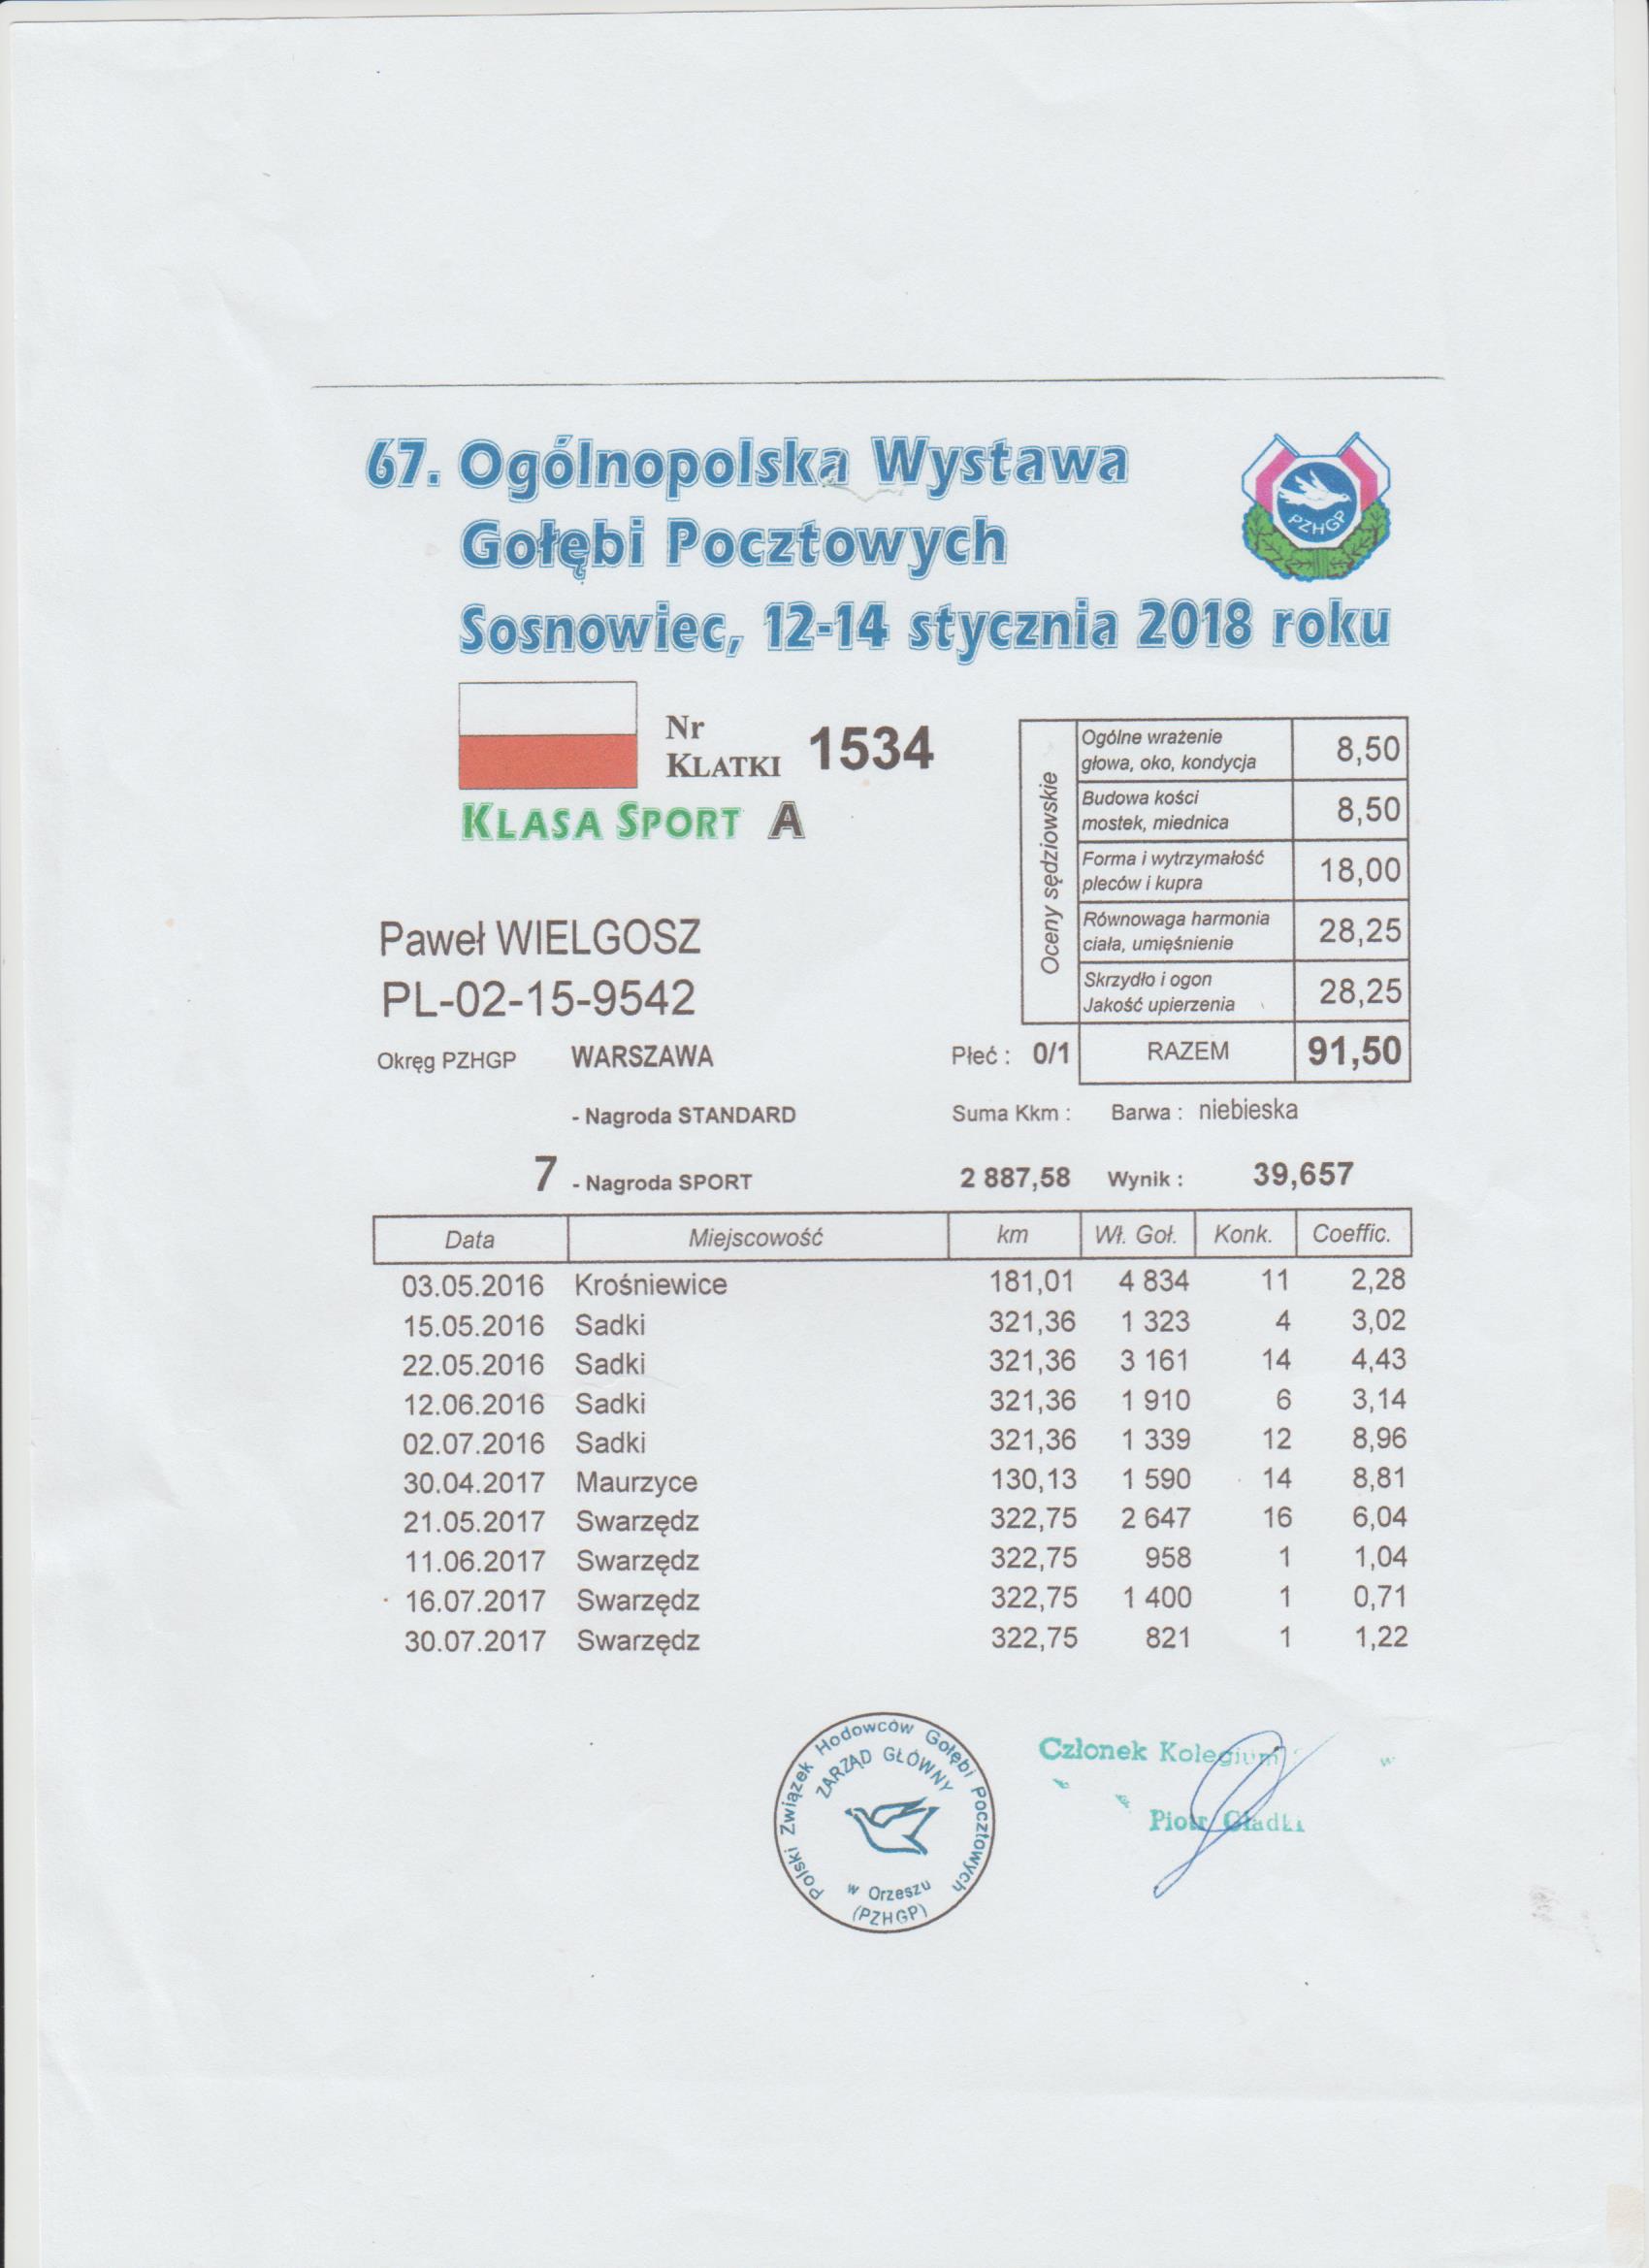 67. Ogólnopolska Wystawa
Gołębi Pocztowych
Sosnowiec, 12-14 stycznia 2018 roku
PZHGP
Nr
KLATKI 1534
KLASA SPORT A
Oceny sędziowskie
Ogólne wrażenie
głowa, oko, kondycja 8,50
Budowa kości
mostek, miednica 8,50
Forma i wytrzymałość
pleców i kupra 18,00
Równowaga harmonia
ciała, umięśnienie 28,25
Skrzydło i ogon
Jakość upierzenia 28,25
Paweł WIELGOSZ
PL-02-15-9542
Okręg PZHGP WARSZAWA Płeć : 0/1 RAZEM 91,50
- Nagroda STANDARD Suma Kkm : Barwa : niebieska
7 - Nagroda SPORT 2 887,58 Wynik : 39,657
Data Miejscowość km Wł. Goł. Konk. Coeffic.
03.05.2016 Krośniewice 181,01 4 834 11 2,28
15.05.2016 Sadki 321,36 1 323 4 3,02
22.05.2016 Sadki 321,36 3 161 14 4,43
12.06.2016 Sadki 321,36 1 910 6 3,14
02.07.2016 Sadki 321,36 1 339 12 8,96
30.04.2017 Maurzyce 130,13 1 590 14 8,81
21.05.2017 Swarzędz 322,75 2 647 16 6,04
11.06.2017 Swarzędz 322,75 958 1 1,04
16.07.2017 Swarzędz 322,75 1 400 1 0,71
30.07.2017 Swarzędz 322,75 821 1 1,22
Polski Związek Hodowców Gołębi Pocztowych
ZARZĄD GŁÓWNY
w Orzeszu
(PZHGP)
Członek Kolegium
Piotr Gładki